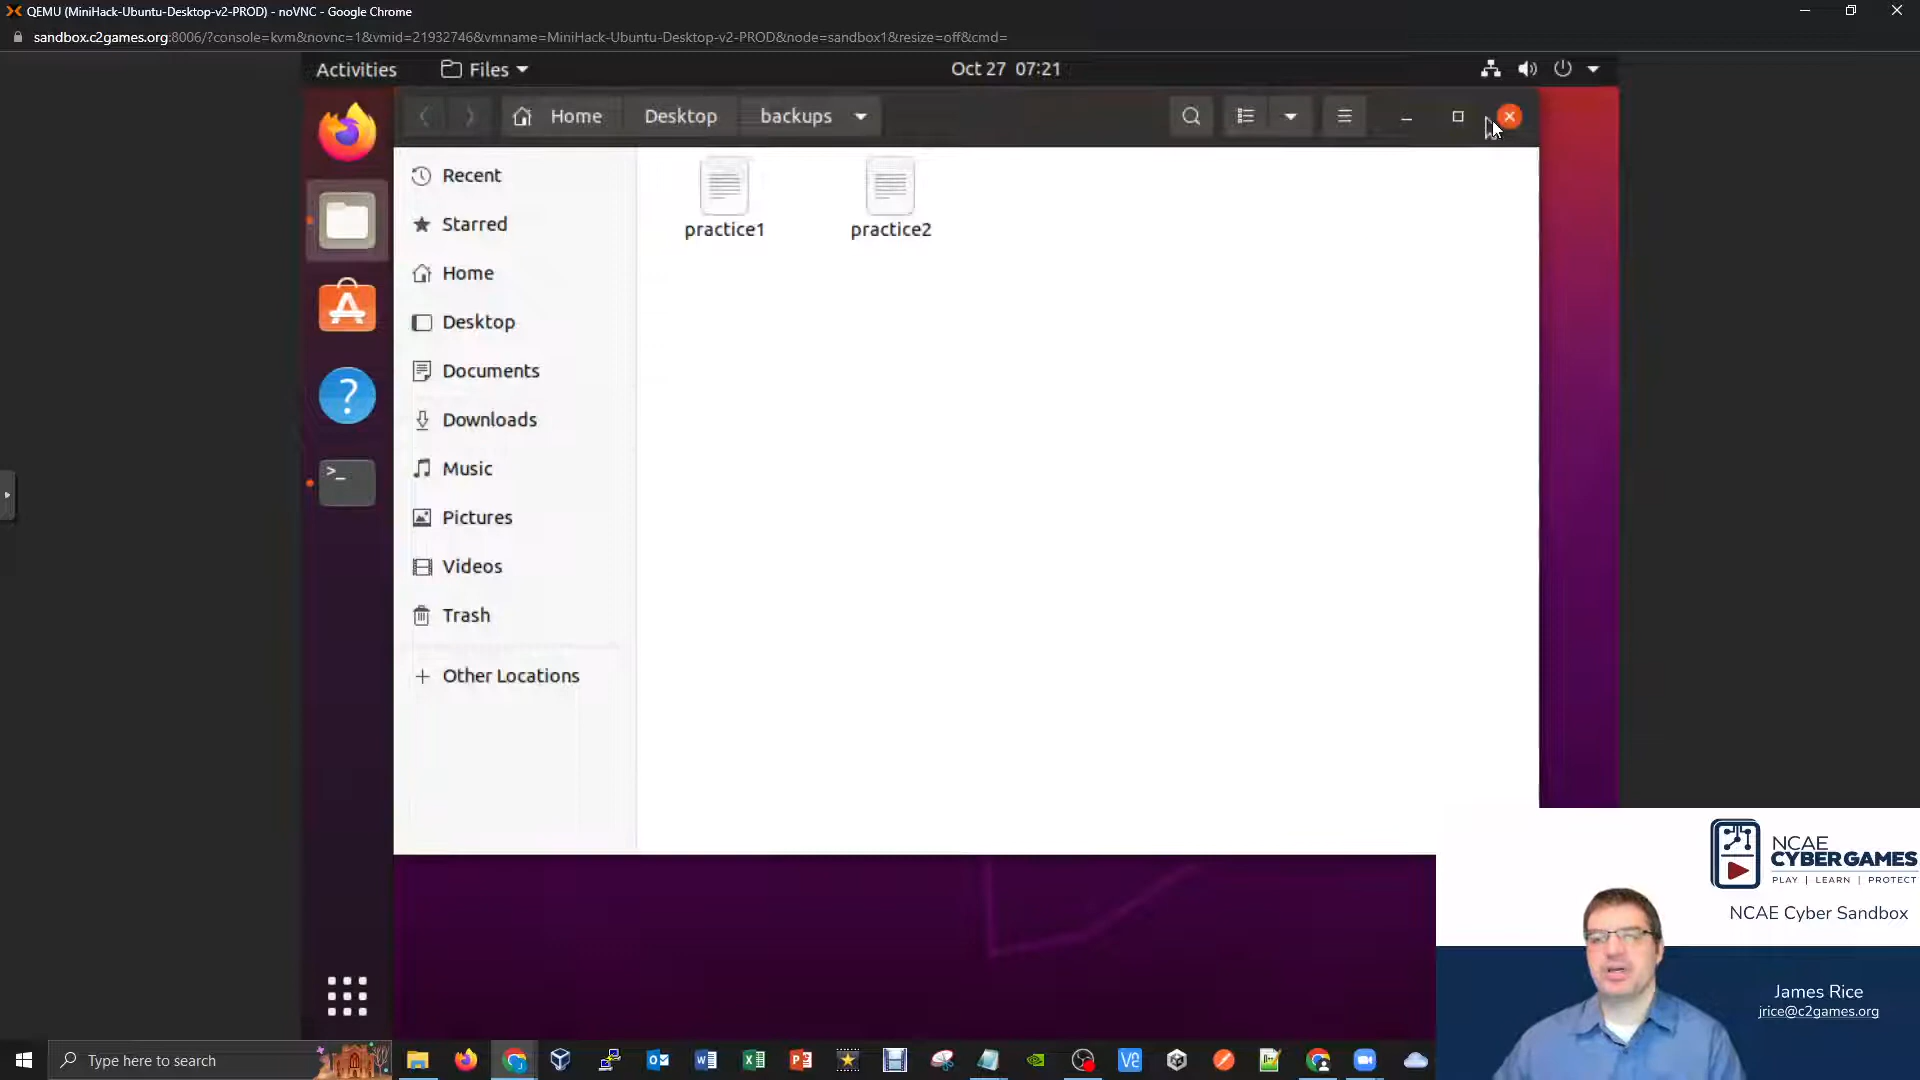 QEMU (MiniHack-Ubuntu-Desktop-v2-PROD) - noVNC - Google Chrome
sandbox.c2games.org:8006/?console=kvm&novnc=1&vmid=21932746&vmname=MiniHack-Ubuntu-Desktop-v2-PROD&node=sandbox1&resize=off&cmd=
Activities Files Oct 27 07:21
Home Desktop backups
Recent
Starred
Home
Desktop
Documents
Downloads
Music
Pictures
Videos
Trash
Other Locations
practice1 practice2
NCAE
CYBERGAMES
PLAY | LEARN | PROTECT
NCAE Cyber Sandbox
James Rice
jrice@c2games.org
Type here to search